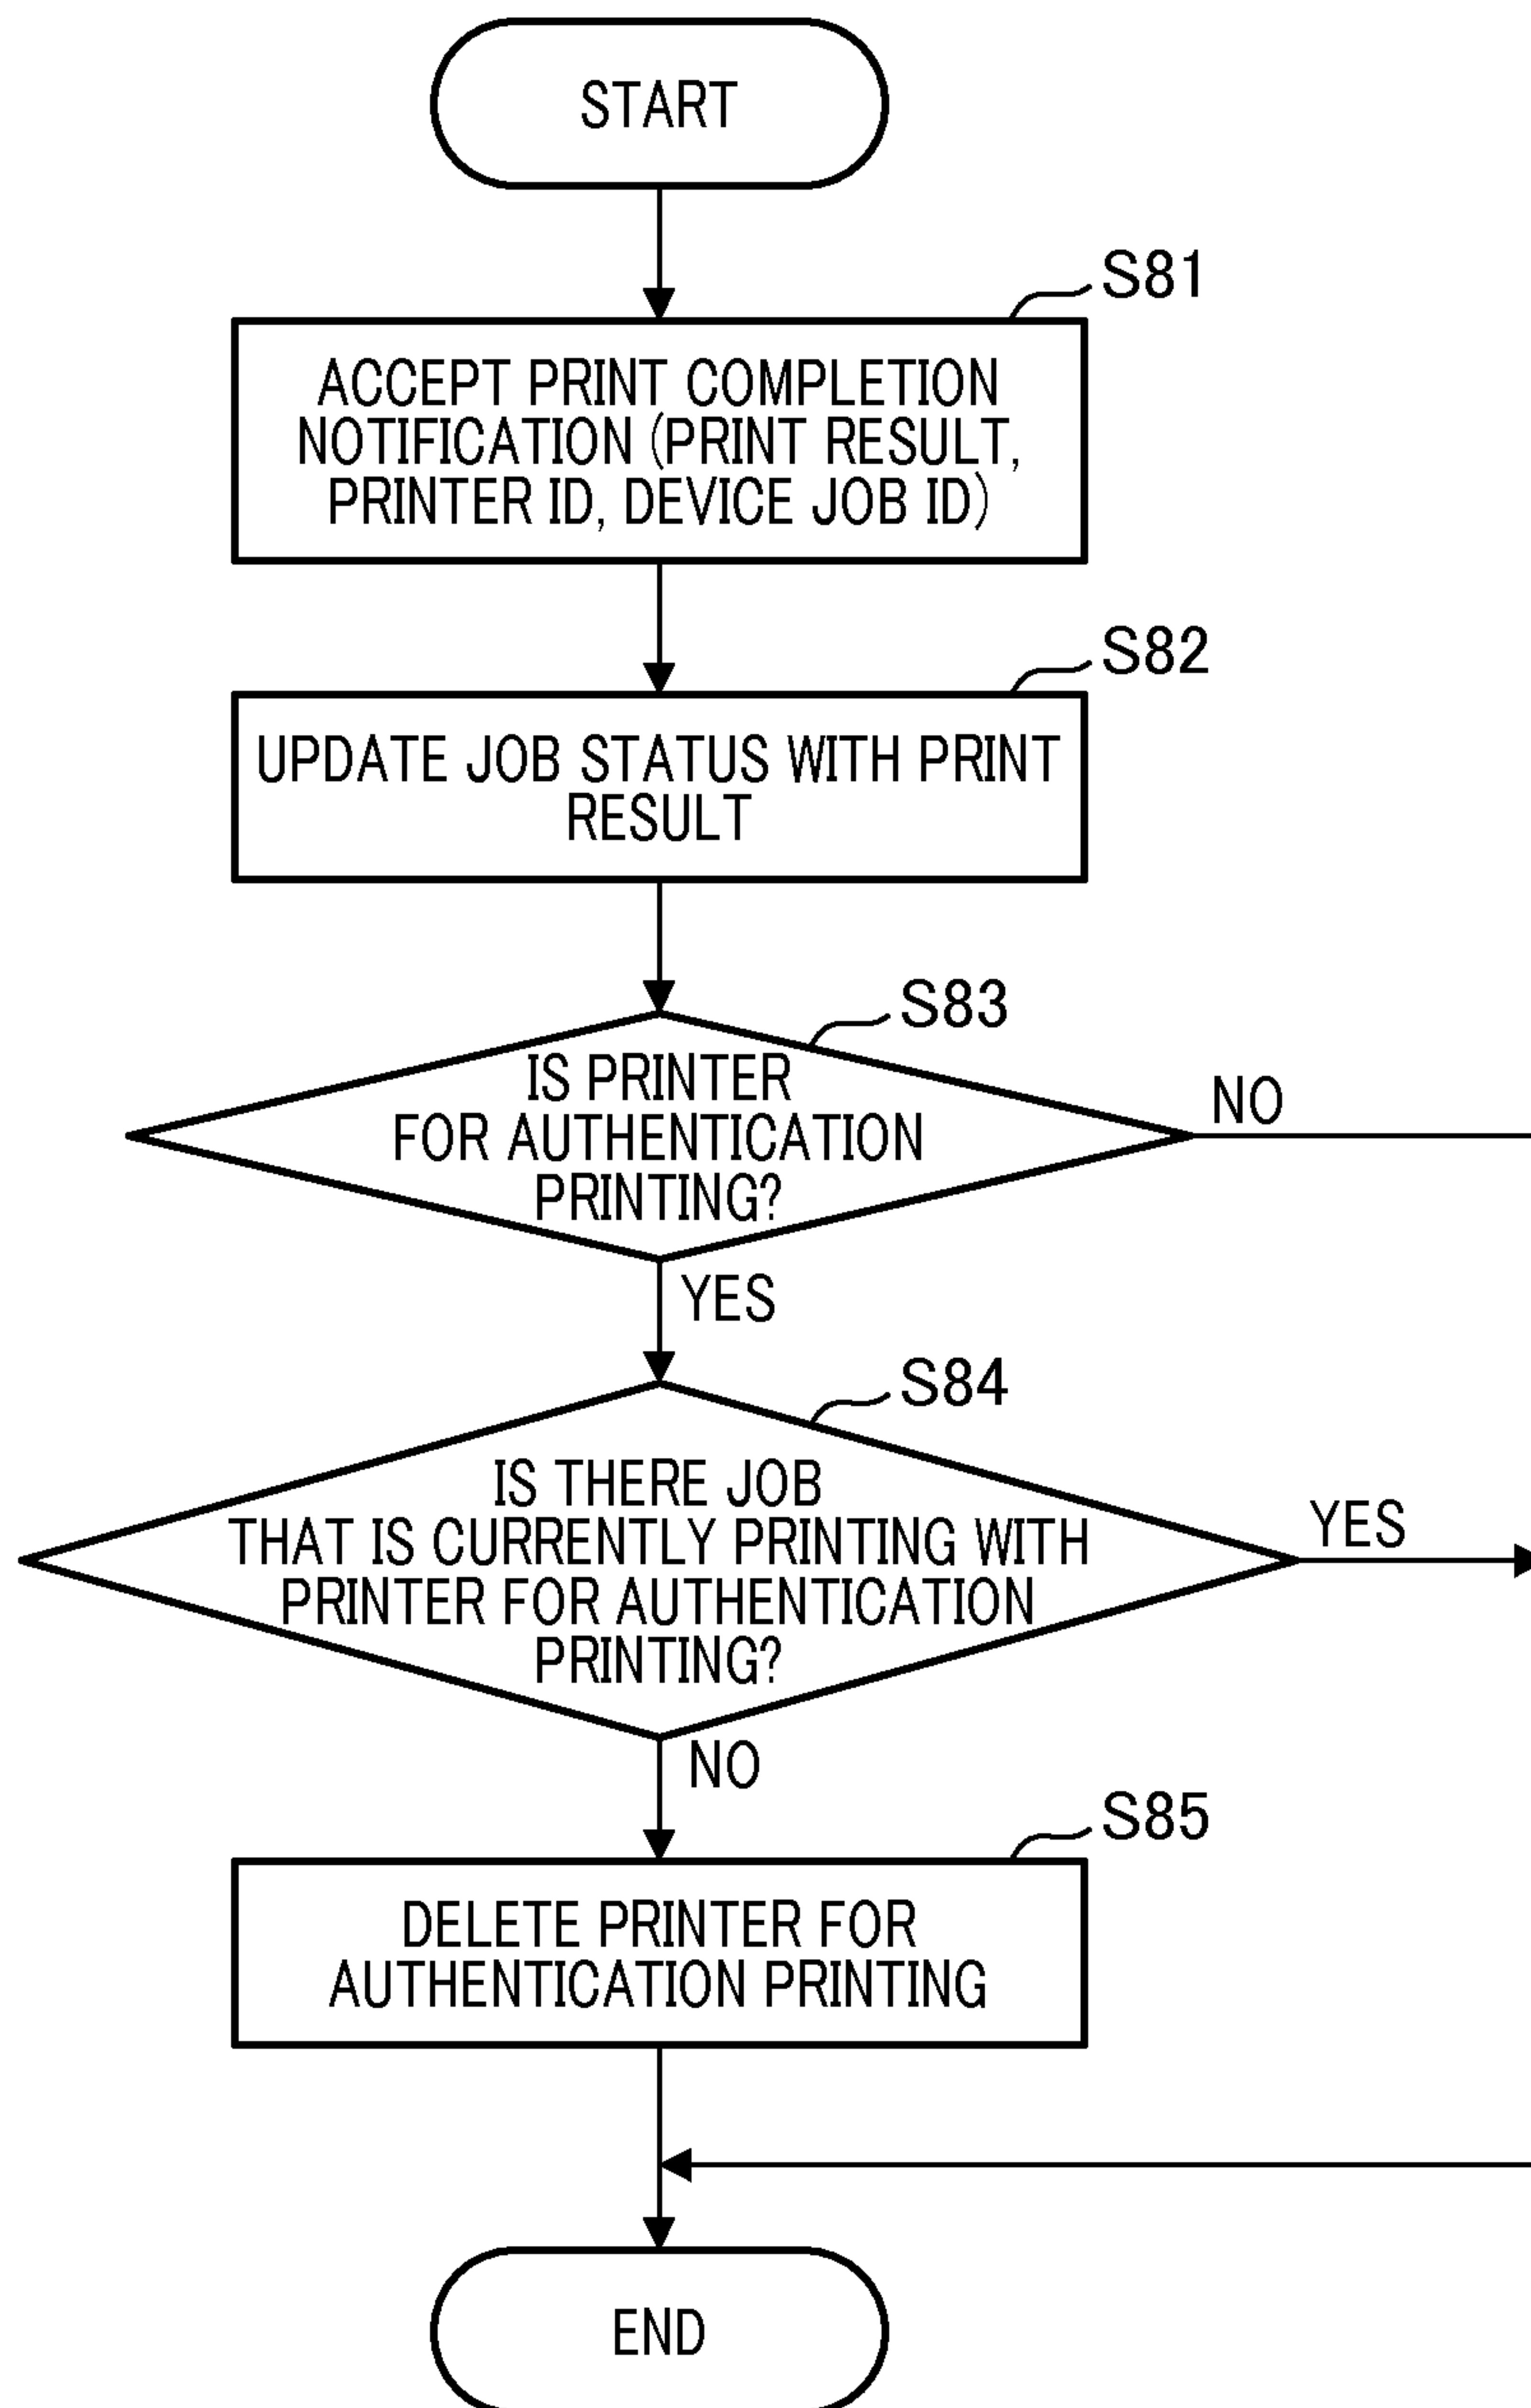 START
S81
ACCEPT PRINT COMPLETION
NOTIFICATION (PRINT RESULT,
PRINTER ID, DEVICE JOB ID)
S82
UPDATE JOB STATUS WITH PRINT
RESULT
S83
IS PRINTER
FOR AUTHENTICATION
PRINTING?
NO
YES
S84
IS THERE JOB
THAT IS CURRENTLY PRINTING WITH
PRINTER FOR AUTHENTICATION
PRINTING?
YES
NO
S85
DELETE PRINTER FOR
AUTHENTICATION PRINTING
END